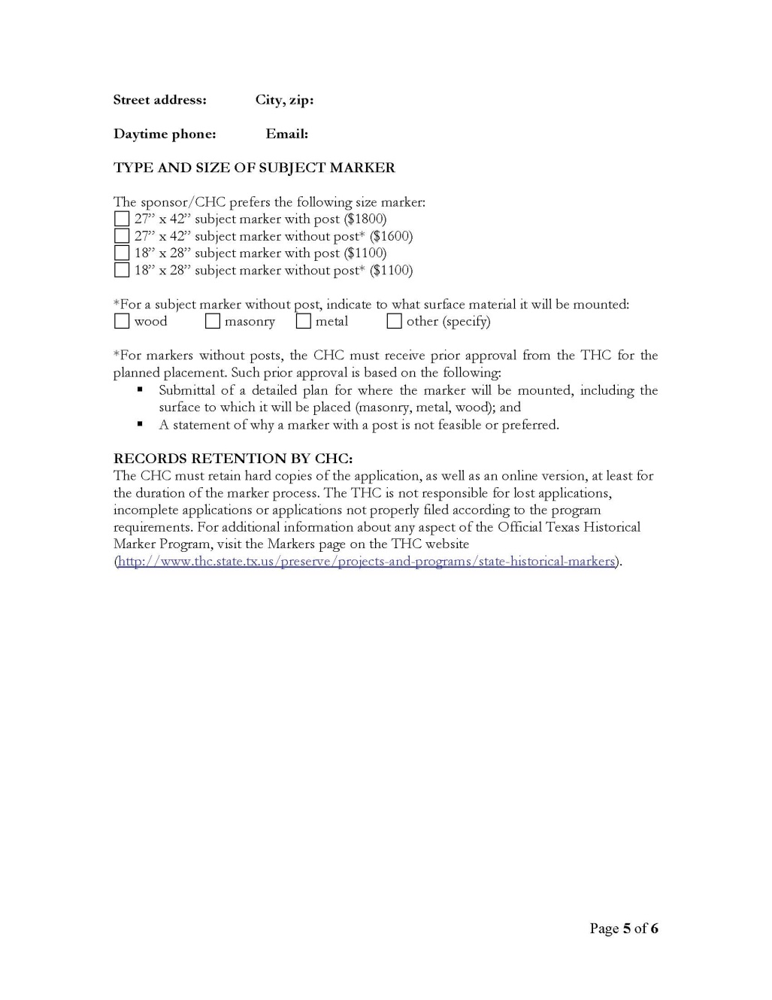 Street address: City, zip:
Daytime phone: Email:
TYPE AND SIZE OF SUBJECT MARKER
The sponsor/CHC prefers the following size marker:
27” x 42” subject marker with post ($1800)
27” x 42” subject marker without post* ($1600)
18” x 28” subject marker with post ($1100)
18” x 28” subject marker without post* ($1100)
*For a subject marker without post, indicate to what surface material it will be mounted:
wood masonry metal other (specify)
*For markers without posts, the CHC must receive prior approval from the THC for the
planned placement. Such prior approval is based on the following:
▪ Submittal of a detailed plan for where the marker will be mounted, including the
surface to which it will be placed (masonry, metal, wood); and
▪ A statement of why a marker with a post is not feasible or preferred.
RECORDS RETENTION BY CHC:
The CHC must retain hard copies of the application, as well as an online version, at least for
the duration of the marker process. The THC is not responsible for lost applications,
incomplete applications or applications not properly filed according to the program
requirements. For additional information about any aspect of the Official Texas Historical
Marker Program, visit the Markers page on the THC website
(http://www.thc.state.tx.us/preserve/projects-and-programs/state-historical-markers).
Page 5 of 6